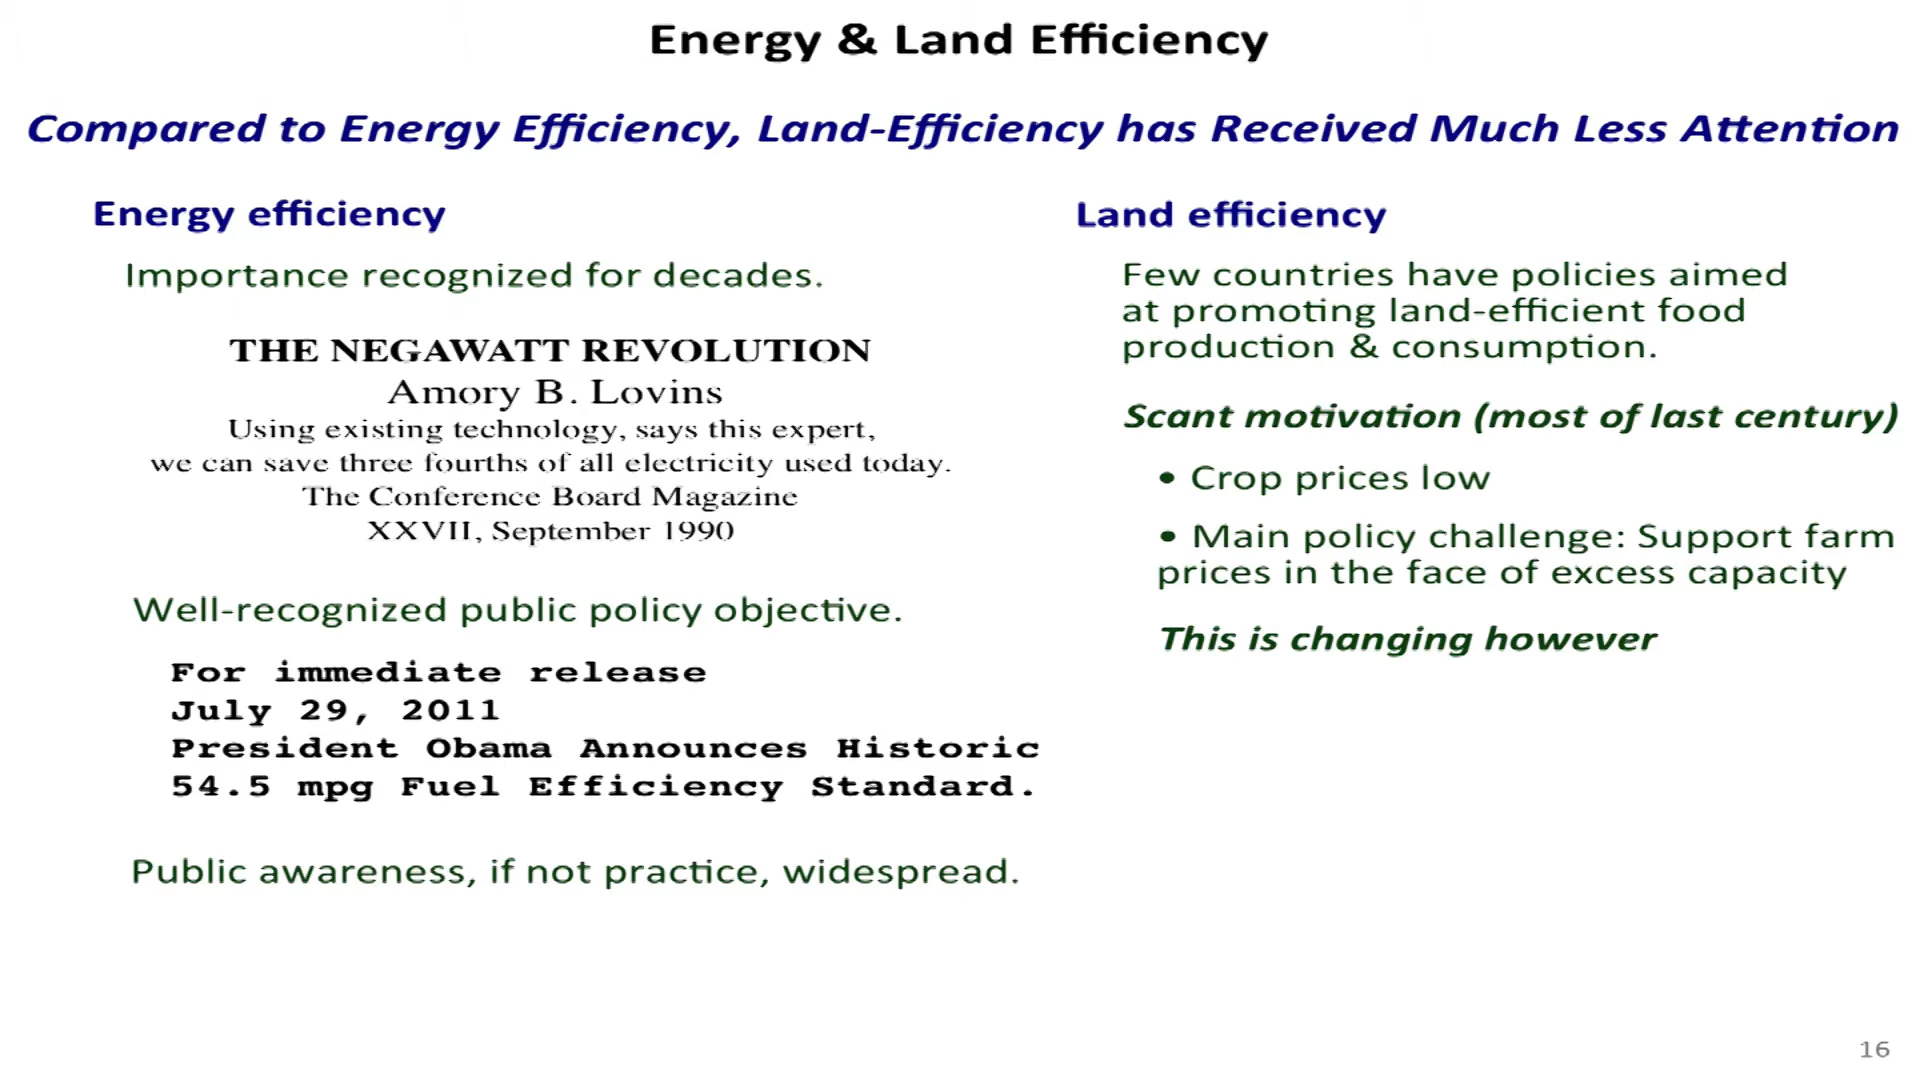 Energy & Land Efficiency
Compared to Energy Efficiency, Land-Efficiency has Received Much Less Attention
Energy efficiency
Importance recognized for decades.
THE NEGAWATT REVOLUTION
Amory B. Lovins
Using existing technology, says this expert,
we can save three fourths of all electricity used today.
The Conference Board Magazine
XXVII, September 1990
Well-recognized public policy objective.
For immediate release
July 29, 2011
President Obama Announces Historic
54.5 mpg Fuel Efficiency Standard.
Public awareness, if not practice, widespread.
Land efficiency
Few countries have policies aimed
at promoting land-efficient food
production & consumption.
Scant motivation (most of last century)
• Crop prices low
• Main policy challenge: Support farm
prices in the face of excess capacity
This is changing however
16